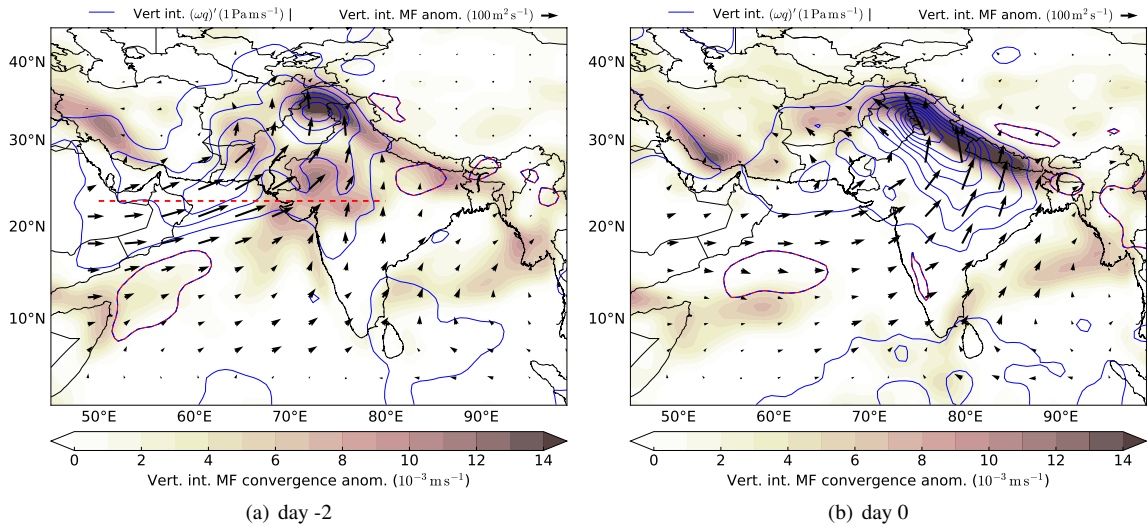 Vert int. (ωq)′(1 Pa m s⁻¹) | Vert. int. MF anom. (100 m² s⁻¹)
40°N
30°N
20°N
10°N
50°E 60°E 70°E 80°E 90°E
0 2 4 6 8 10 12 14
Vert. int. MF convergence anom. (10⁻³ m s⁻¹)
(a) day -2
Vert int. (ωq)′(1 Pa m s⁻¹) | Vert. int. MF anom. (100 m² s⁻¹)
40°N
30°N
20°N
10°N
50°E 60°E 70°E 80°E 90°E
0 2 4 6 8 10 12 14
Vert. int. MF convergence anom. (10⁻³ m s⁻¹)
(b) day 0